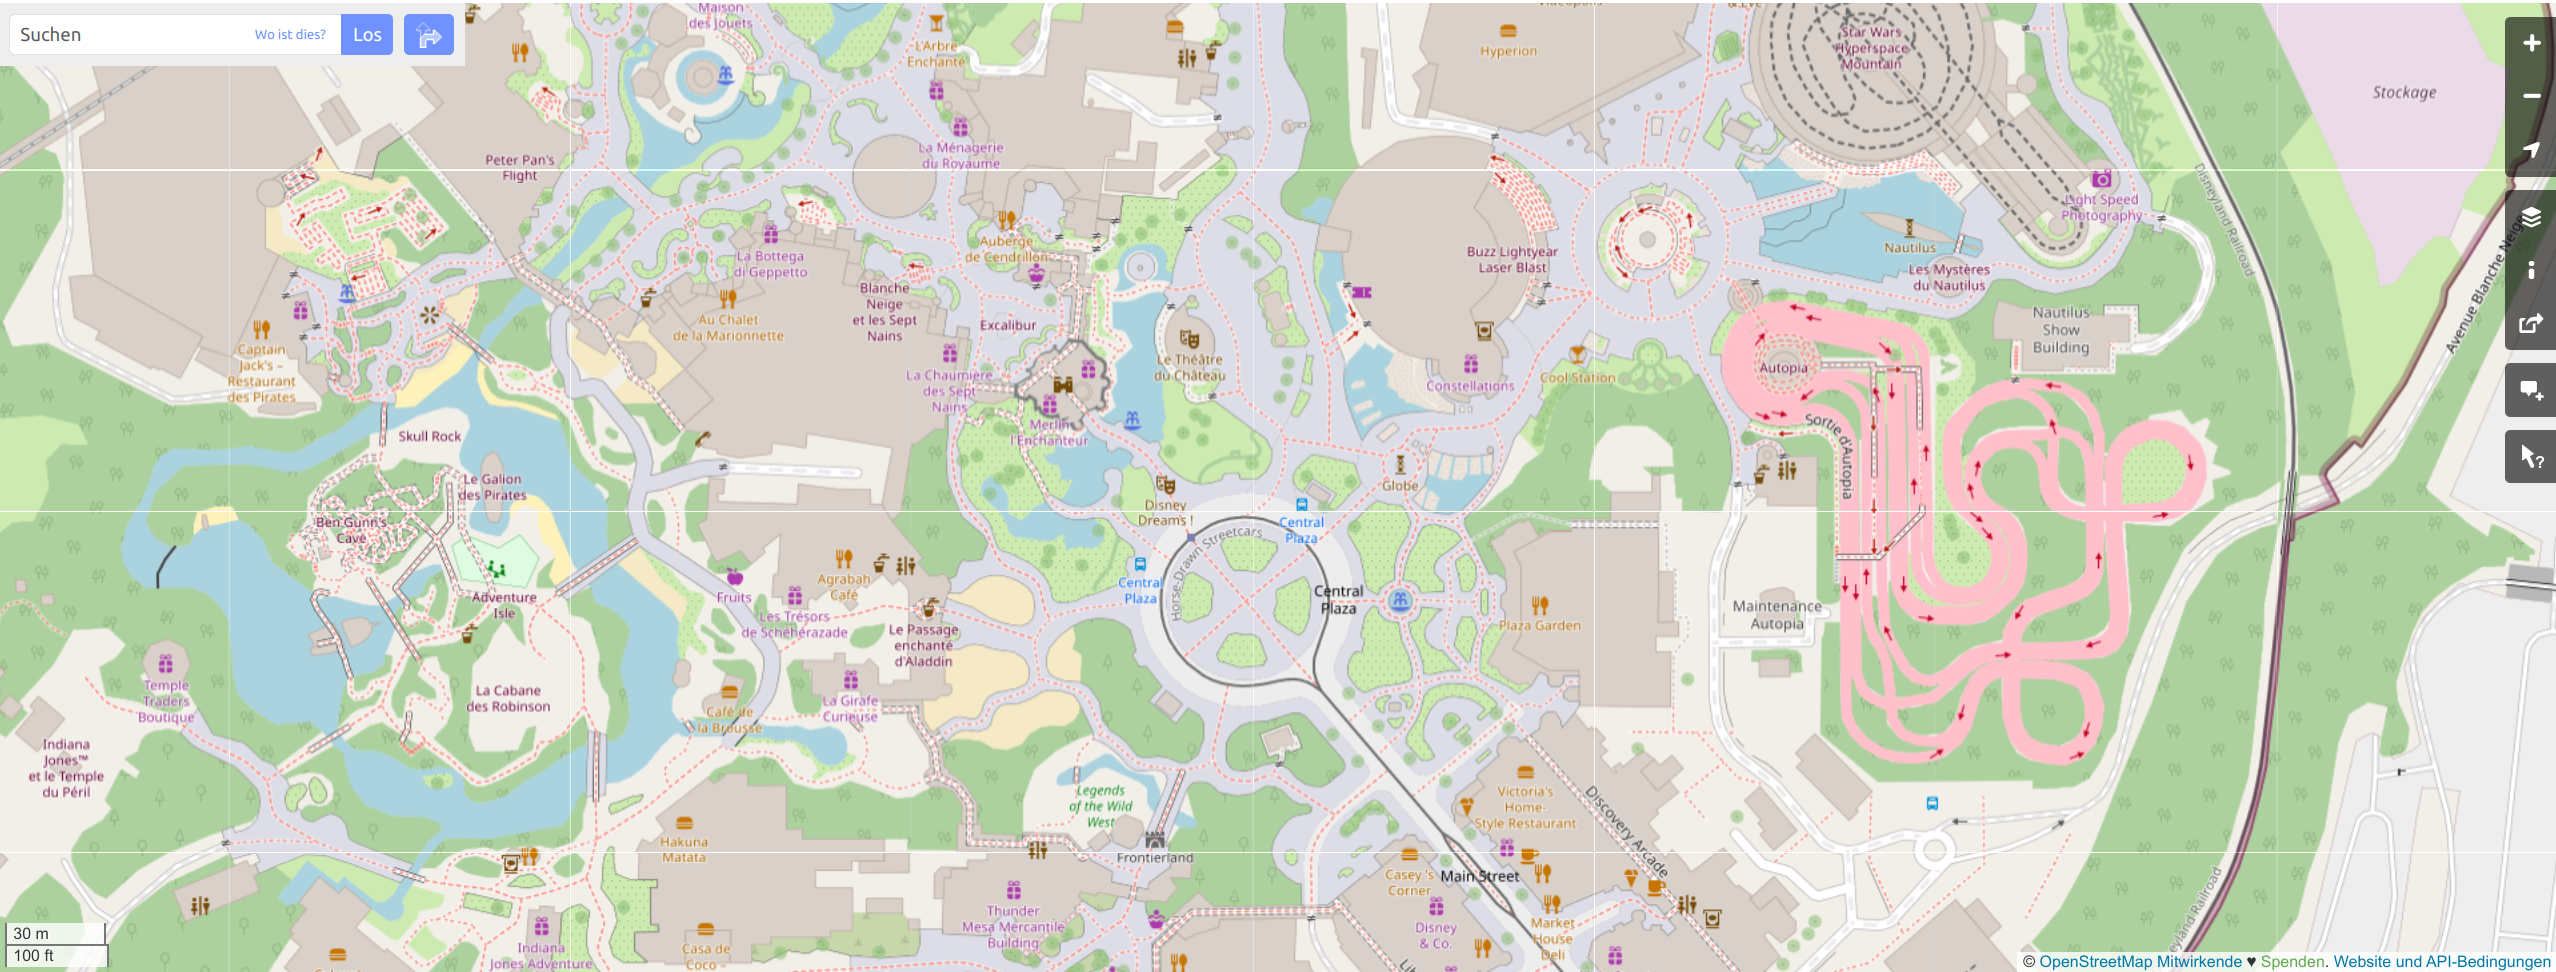 Suchen
Wo ist dies?
Los
Maison
des Jouets
L'Arbre
Enchanté
Hyperion
Star Wars
Hyperspace
Mountain
Stockage
La Ménagerie
du Royaume
Peter Pan's
Flight
Disneyland Railroad
Light Speed
Photography
Auberge
de Cendrillon
La Bottega
di Geppetto
Buzz Lightyear
Laser Blast
Nautilus
Les Mystères
du Nautilus
Avenue Blanche Neige
Blanche
Neige
et les Sept
Nains
Au Chalet
de la Marionnette
Excalibur
Captain
Jack's –
Restaurant
des Pirates
Le Théâtre
du Château
Nautilus
Show
Building
Autopia
Constellations
Cool Station
La Chaumière
des Sept
Nains
Merlin
l'Enchanteur
Sortie d'Autopia
Skull Rock
Le Galion
des Pirates
Globe
Disney
Dreams !
Central
Plaza
Ben Gunn's
Cave
Horse-Drawn Streetcars
Central
Plaza
Central
Plaza
Adventure
Isle
Fruits
Agrabah
Café
Les Trésors
de Schéhérazade
Le Passage
enchanté
d'Aladdin
Plaza Garden
Maintenance
Autopia
Temple
Traders
Boutique
La Cabane
des Robinson
La Girafe
Curieuse
Café de
la Brousse
Indiana
Jones™
et le Temple
du Péril
Legends
of the Wild
West
Victoria's
Home-
Style Restaurant
Discovery Arcade
Hakuna
Matata
Frontierland
Casey 's
Corner
Main Street
Thunder
Mesa Mercantile
Building
Disney
& Co.
Market
House
Deli
Indiana
Jones Adventure
Casa de
Coco –
30 m
100 ft
eyland Railroad
© OpenStreetMap Mitwirkende ♥ Spenden. Website und API-Bedingungen